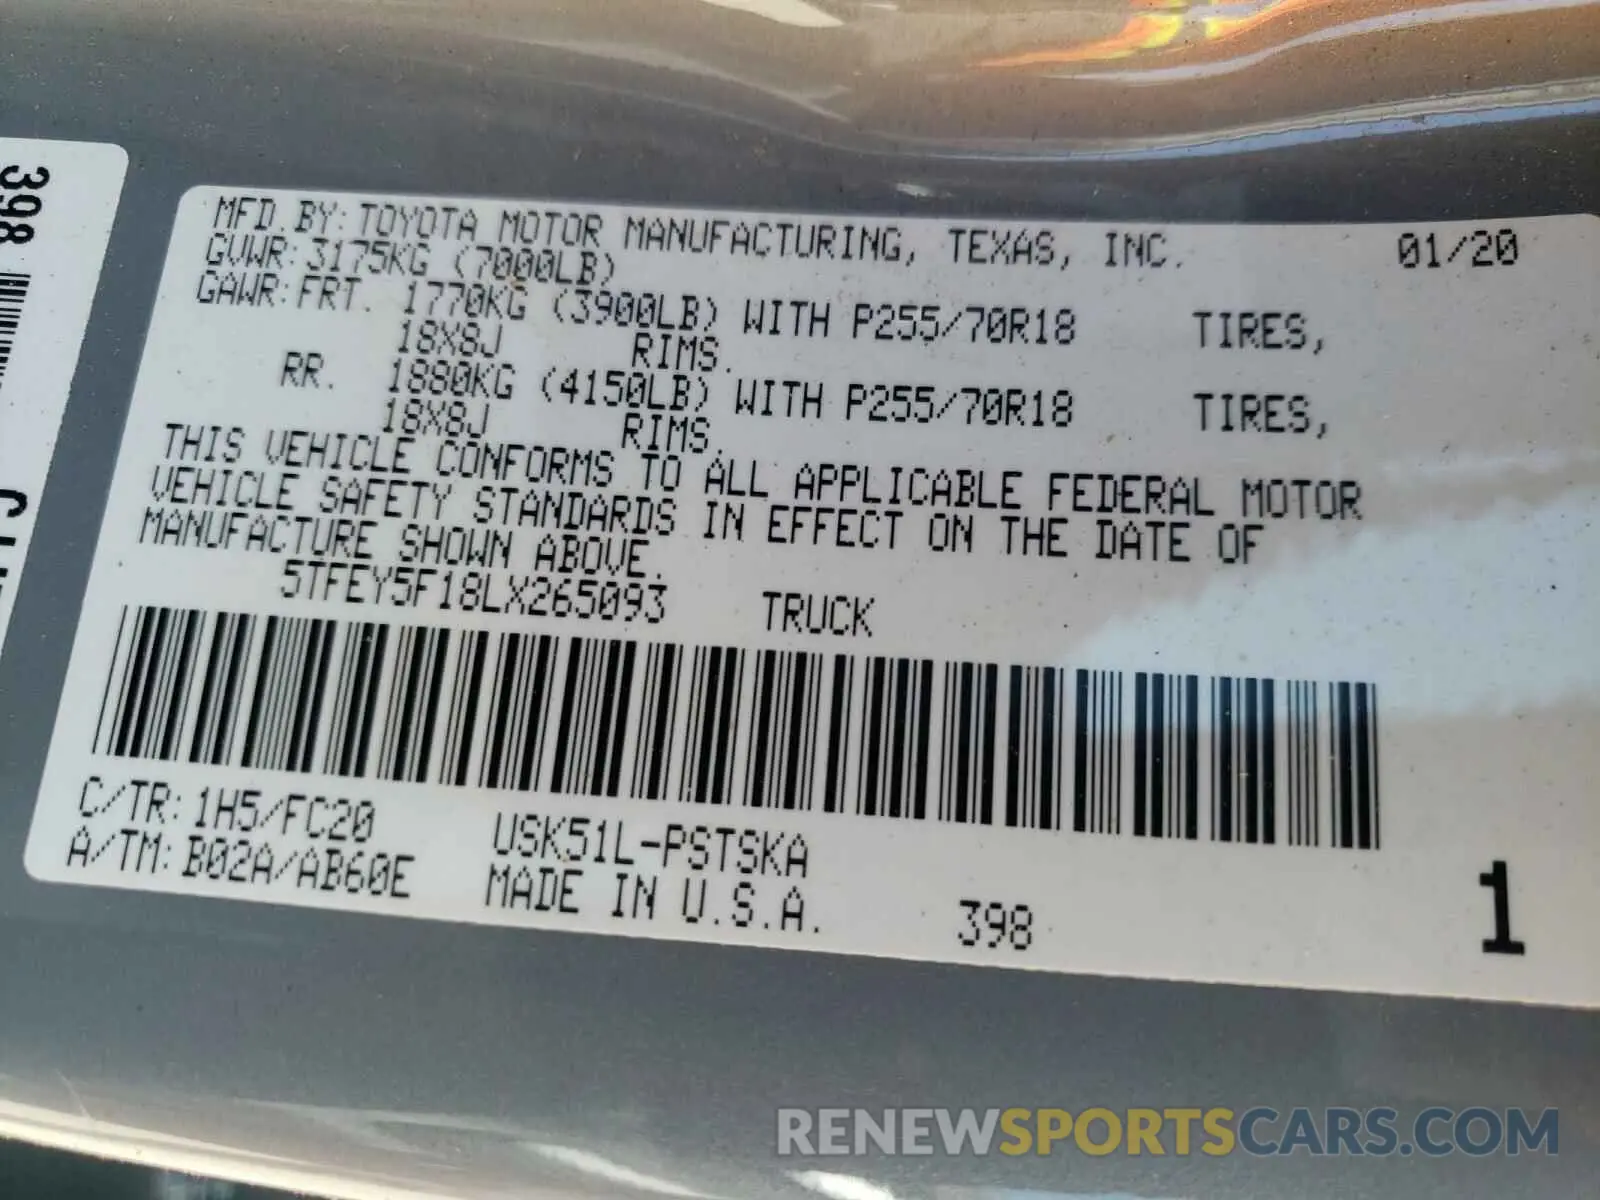 398
MFD. BY: TOYOTA MOTOR MANUFACTURING, TEXAS, INC. 01/20
GVWR: 3175KG (7000LB)
GAWR: FRT. 1770KG (3900LB) WITH P255/70R18 TIRES,
18X8J RIMS.
RR. 1880KG (4150LB) WITH P255/70R18 TIRES,
18X8J RIMS.
THIS VEHICLE CONFORMS TO ALL APPLICABLE FEDERAL MOTOR
VEHICLE SAFETY STANDARDS IN EFFECT ON THE DATE OF
MANUFACTURE SHOWN ABOVE.
5TFEY5F18LX265093 TRUCK
C/TR: 1H5/FC20 USK51L-PSTSKA
A/TM: B02A/AB60E MADE IN U.S.A. 398 1
RENEWSPORTSCARS.COM